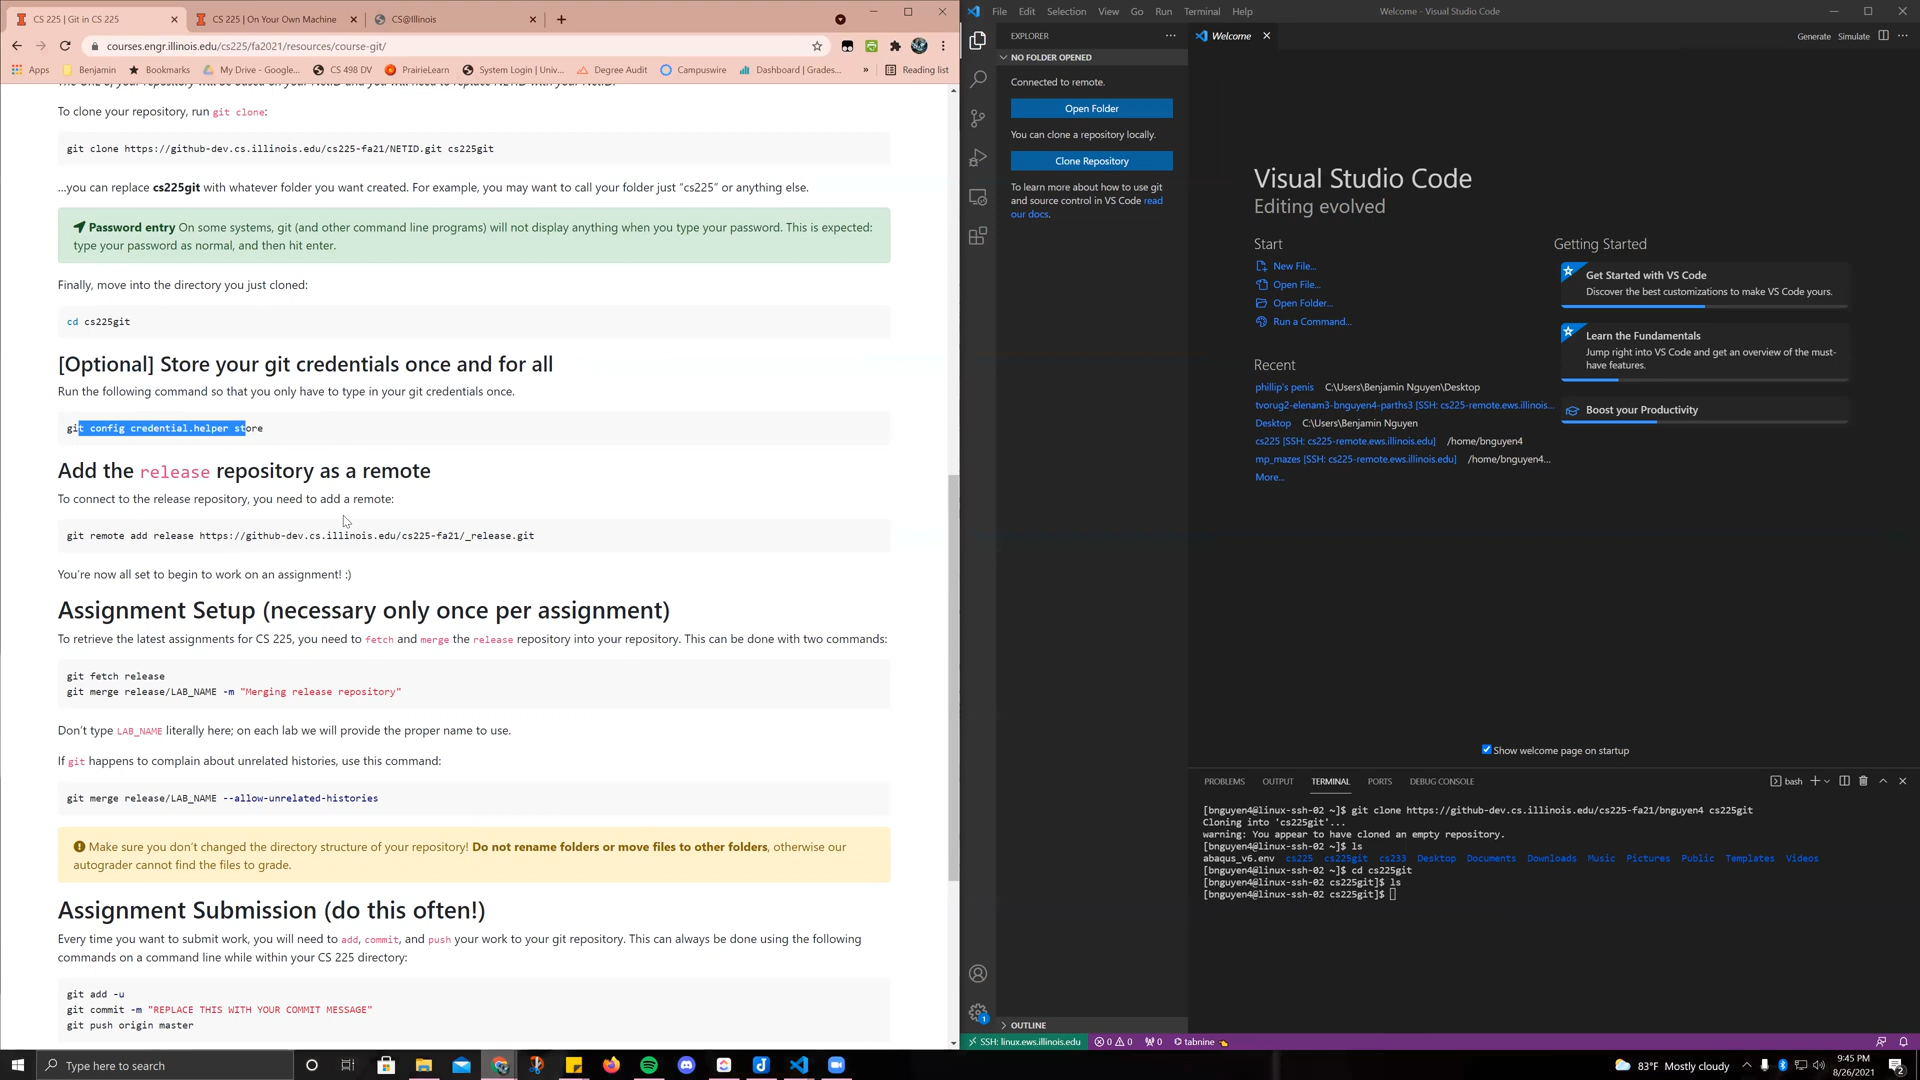 CS 225 | Git in CS 225
CS 225 | On Your Own Machine
CS@Illinois
courses.engr.illinois.edu/cs225/fa2021/resources/course-git/
Apps
Benjamin
Bookmarks
My Drive - Google...
CS 498 DV
PrairieLearn
System Login | Univ...
Degree Audit
Campuswire
Dashboard | Grades...
»
Reading list
To clone your repository, run git clone:
git clone https://github-dev.cs.illinois.edu/cs225-fa21/NETID.git cs225git
...you can replace cs225git with whatever folder you want created. For example, you may want to call your folder just “cs225” or anything else.
Password entry On some systems, git (and other command line programs) will not display anything when you type your password. This is expected:
type your password as normal, and then hit enter.
Finally, move into the directory you just cloned:
cd cs225git
[Optional] Store your git credentials once and for all
Run the following command so that you only have to type in your git credentials once.
git config credential.helper store
Add the release repository as a remote
To connect to the release repository, you need to add a remote:
git remote add release https://github-dev.cs.illinois.edu/cs225-fa21/_release.git
You’re now all set to begin to work on an assignment! :)
Assignment Setup (necessary only once per assignment)
To retrieve the latest assignments for CS 225, you need to fetch and merge the release repository into your repository. This can be done with two commands:
git fetch release
git merge release/LAB_NAME -m "Merging release repository"
Don’t type LAB_NAME literally here; on each lab we will provide the proper name to use.
If git happens to complain about unrelated histories, use this command:
git merge release/LAB_NAME --allow-unrelated-histories
Make sure you don’t changed the directory structure of your repository! Do not rename folders or move files to other folders, otherwise our
autograder cannot find the files to grade.
Assignment Submission (do this often!)
Every time you want to submit work, you will need to add, commit, and push your work to your git repository. This can always be done using the following
commands on a command line while within your CS 225 directory:
git add -u
git commit -m "REPLACE THIS WITH YOUR COMMIT MESSAGE"
git push origin master
File Edit Selection View Go Run Terminal Help
Welcome - Visual Studio Code
EXPLORER
Welcome
Generate Simulate
NO FOLDER OPENED
Connected to remote.
Open Folder
You can clone a repository locally.
Clone Repository
To learn more about how to use git
and source control in VS Code read
our docs.
OUTLINE
Visual Studio Code
Editing evolved
Start
New File...
Open File...
Open Folder...
Run a Command...
Recent
phillip's penis C:\Users\Benjamin Nguyen\Desktop
tvorug2-elenam3-bnguyen4-parths3 [SSH: cs225-remote.ews.illinois...
Desktop C:\Users\Benjamin Nguyen
cs225 [SSH: cs225-remote.ews.illinois.edu] /home/bnguyen4
mp_mazes [SSH: cs225-remote.ews.illinois.edu] /home/bnguyen4...
More...
Getting Started
Get Started with VS Code
Discover the best customizations to make VS Code yours.
Learn the Fundamentals
Jump right into VS Code and get an overview of the must-
have features.
Boost your Productivity
Show welcome page on startup
PROBLEMS OUTPUT TERMINAL PORTS DEBUG CONSOLE
bash
[bnguyen4@linux-ssh-02 ~]$ git clone https://github-dev.cs.illinois.edu/cs225-fa21/bnguyen4 cs225git
Cloning into 'cs225git'...
warning: You appear to have cloned an empty repository.
[bnguyen4@linux-ssh-02 ~]$ ls
abaqus_v6.env cs225 cs225git cs233 Desktop Documents Downloads Music Pictures Public Templates Videos
[bnguyen4@linux-ssh-02 ~]$ cd cs225git
[bnguyen4@linux-ssh-02 cs225git]$ ls
[bnguyen4@linux-ssh-02 cs225git]$
1
SSH: linux.ews.illinois.edu
0 0
0
tabnine
Type here to search
83°F Mostly cloudy
9:45 PM
8/26/2021
2